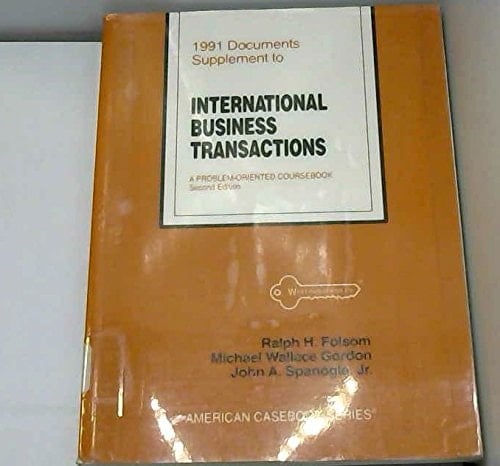 1991 Documents
Supplement to
INTERNATIONAL
BUSINESS
TRANSACTIONS
A PROBLEM-ORIENTED COURSEBOOK
Second Edition
Ralph H. Folsom
Michael Wallace Gordon
John A. Spanogle, Jr.
AMERICAN CASEBOOK SERIES®